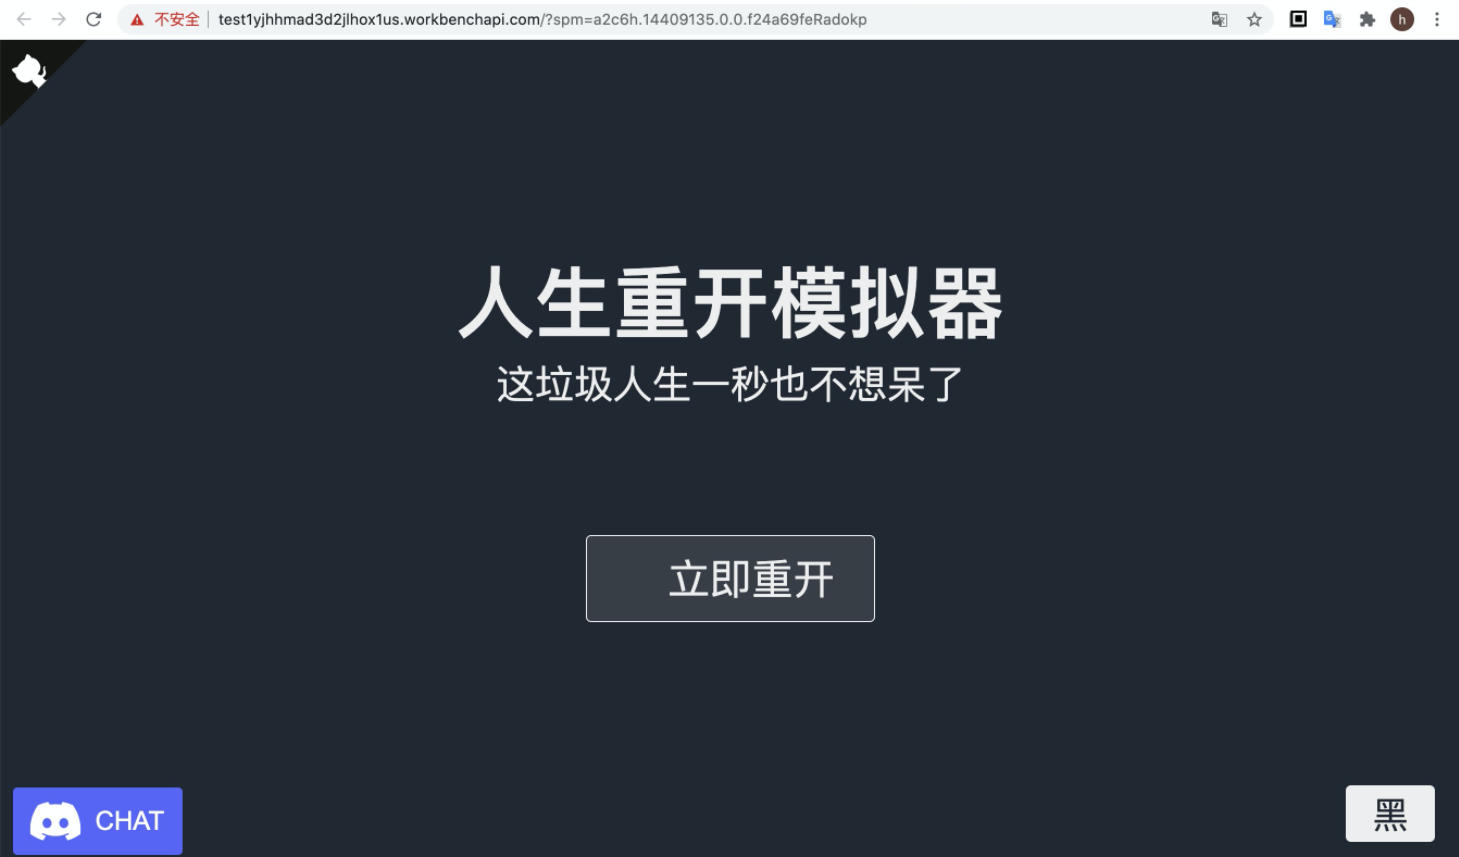 不安全 test1yjhhmad3d2jlhox1us.workbenchapi.com/?spm=a2c6h.14409135.0.0.f24a69feRadokp
h
人生重开模拟器
这垃圾人生一秒也不想呆了
立即重开
CHAT
黑